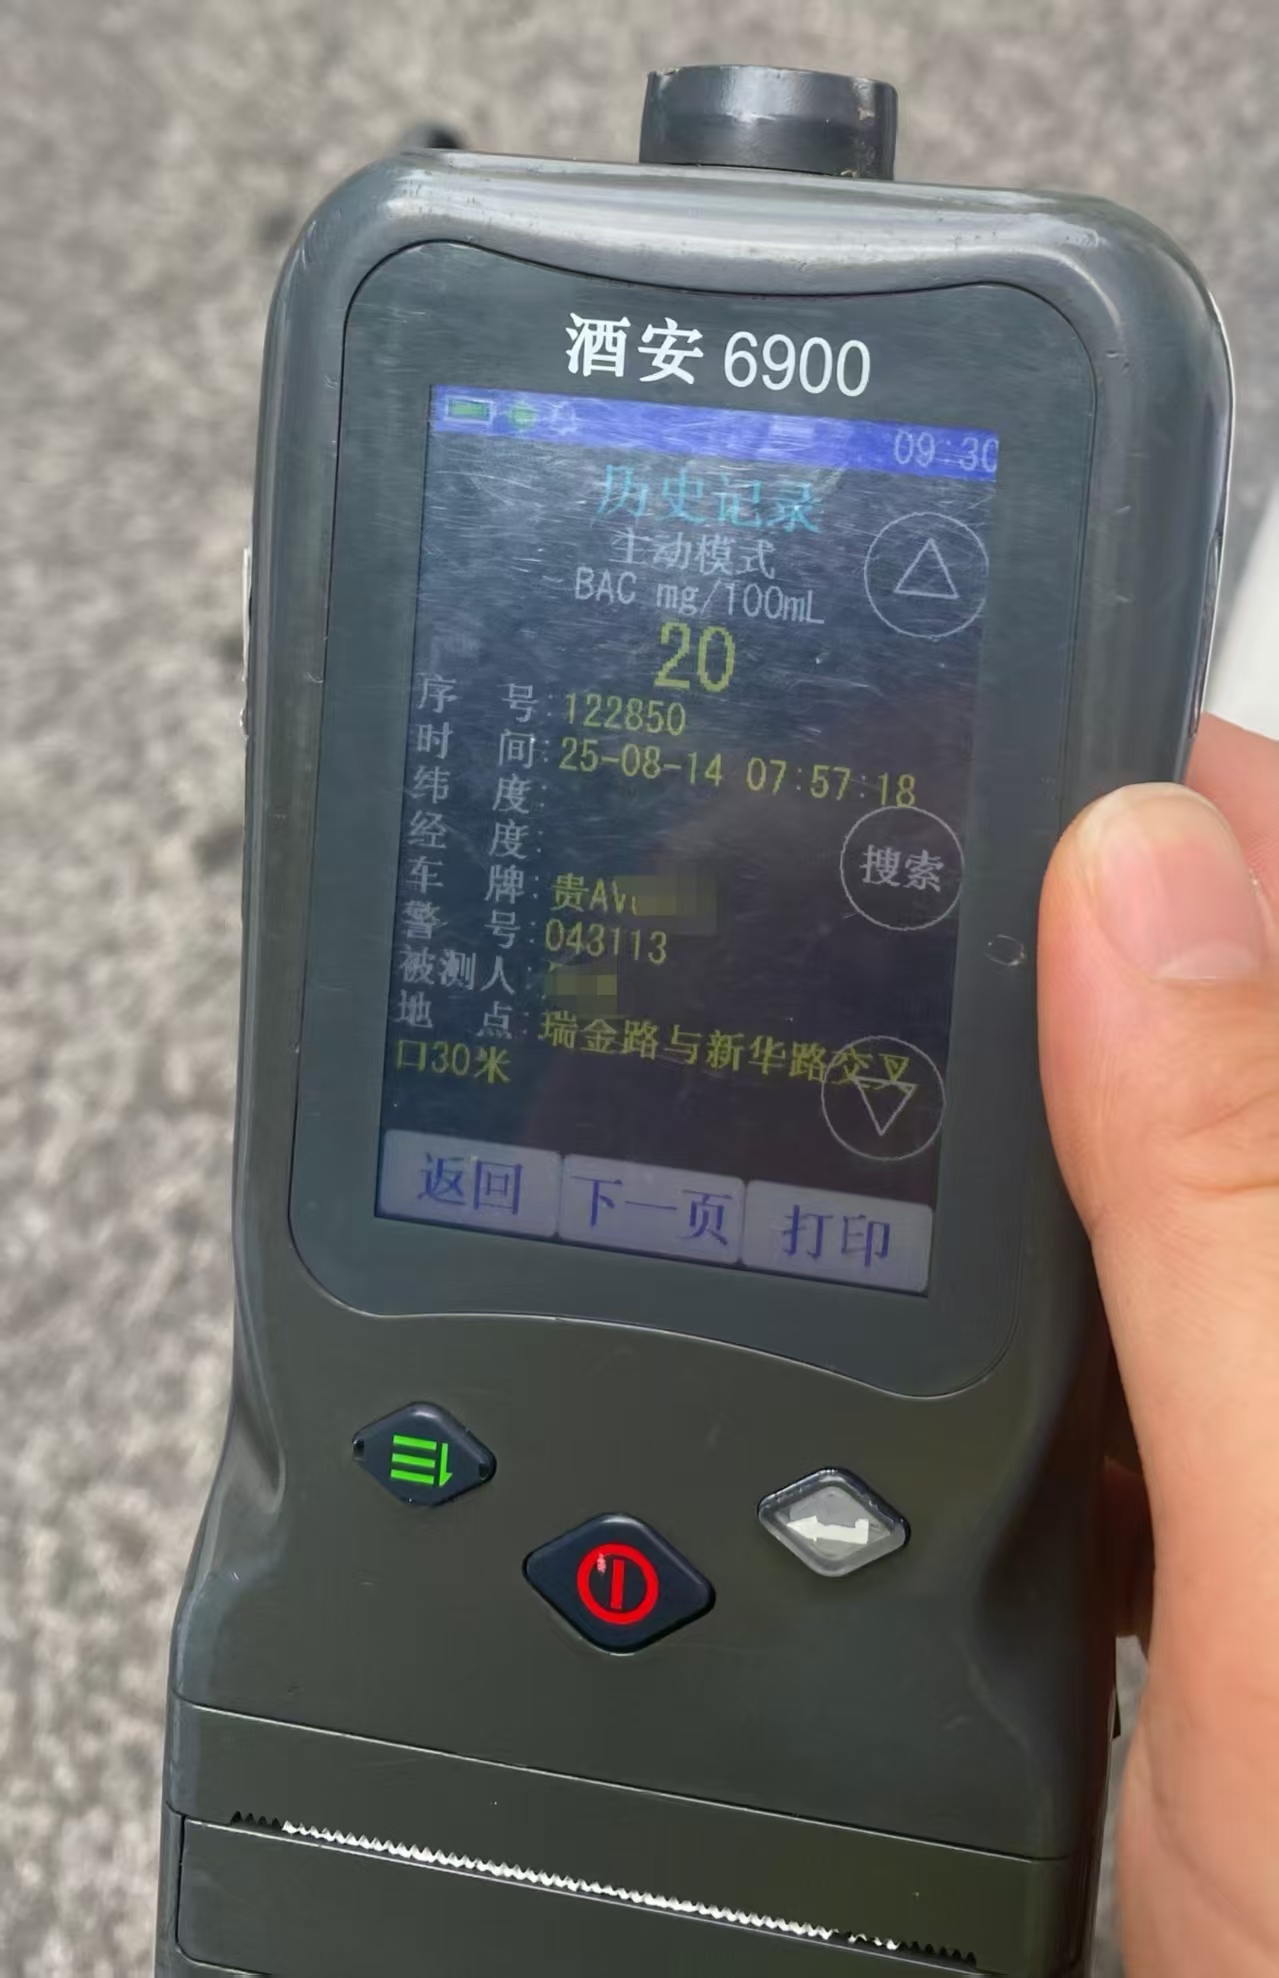 酒安 6900
09:30
历史记录
主动模式
BAC mg/100mL
20
序 号:122850
时 间:25-08-14 07:57:18
纬 度:
经 度:
搜索
车 牌:贵AV
警 号:043113
被测人:
地 点:瑞金路与新华路交叉
口30米
返回 下一页 打印